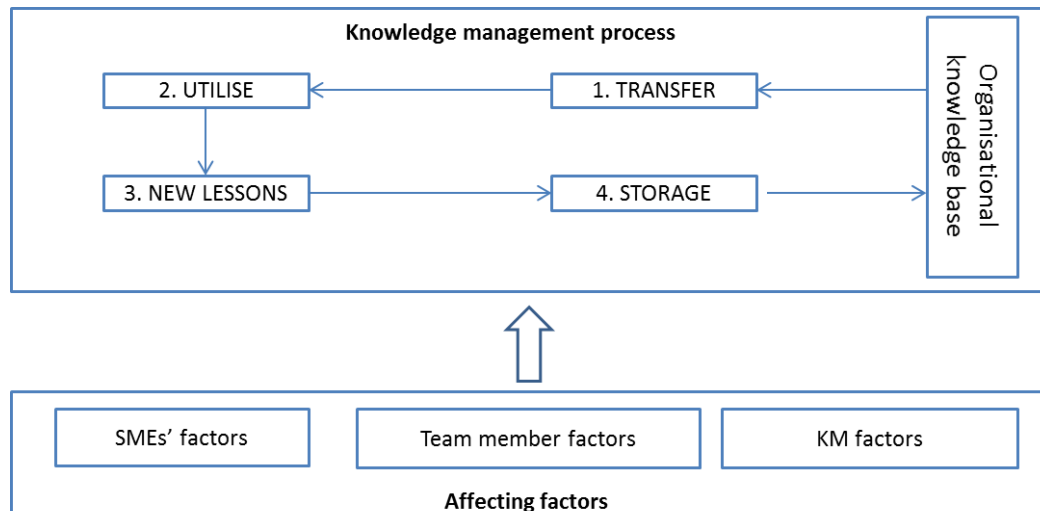 Knowledge management process
2. UTILISE
1. TRANSFER
Organisational
knowledge base
3. NEW LESSONS
4. STORAGE
SMEs' factors
Team member factors
KM factors
Affecting factors